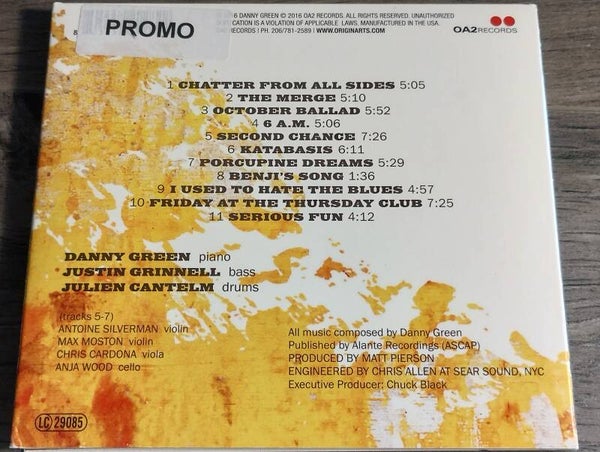 PROMO
6 DANNY GREEN © 2016 OA2 RECORDS. ALL RIGHTS RESERVED. UNAUTHORIZED
CATION IS A VIOLATION OF APPLICABLE LAWS. MANUFACTURED IN THE USA.
RECORDS | PH. 206/781-2589 | WWW.ORIGINARTS.COM
OA2 RECORDS
8
1 CHATTER FROM ALL SIDES 5:05
2 THE MERGE 5:10
3 OCTOBER BALLAD 5:52
4 6 A.M. 5:06
5 SECOND CHANCE 7:26
6 KATABASIS 6:11
7 PORCUPINE DREAMS 5:29
8 BENJI'S SONG 1:36
9 I USED TO HATE THE BLUES 4:57
10 FRIDAY AT THE THURSDAY CLUB 7:25
11 SERIOUS FUN 4:12
DANNY GREEN piano
JUSTIN GRINNELL bass
JULIEN CANTELM drums
(tracks 5-7)
ANTOINE SILVERMAN violin
MAX MOSTON violin
CHRIS CARDONA viola
ANJA WOOD cello
All music composed by Danny Green
Published by Alante Recordings (ASCAP)
PRODUCED BY MATT PIERSON
ENGINEERED BY CHRIS ALLEN AT SEAR SOUND, NYC
Executive Producer: Chuck Black
LC 29085